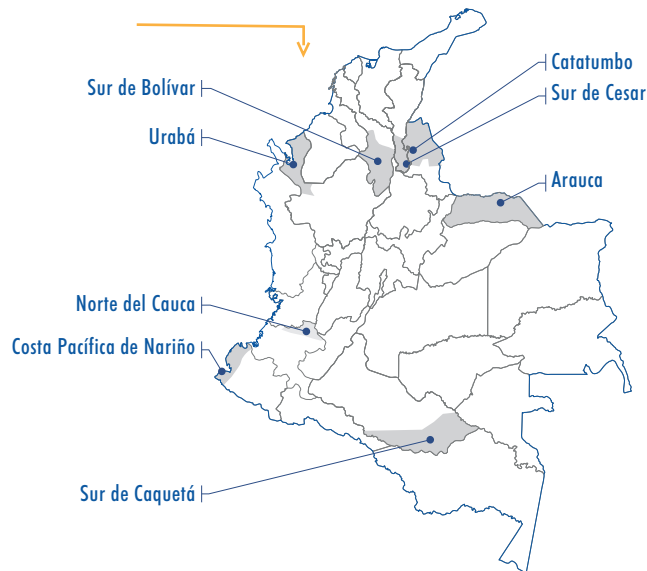 Catatumbo
Sur de Bolívar
Sur de Cesar
Urabá
Arauca
Norte del Cauca
Costa Pacífica de Nariño
Sur de Caquetá